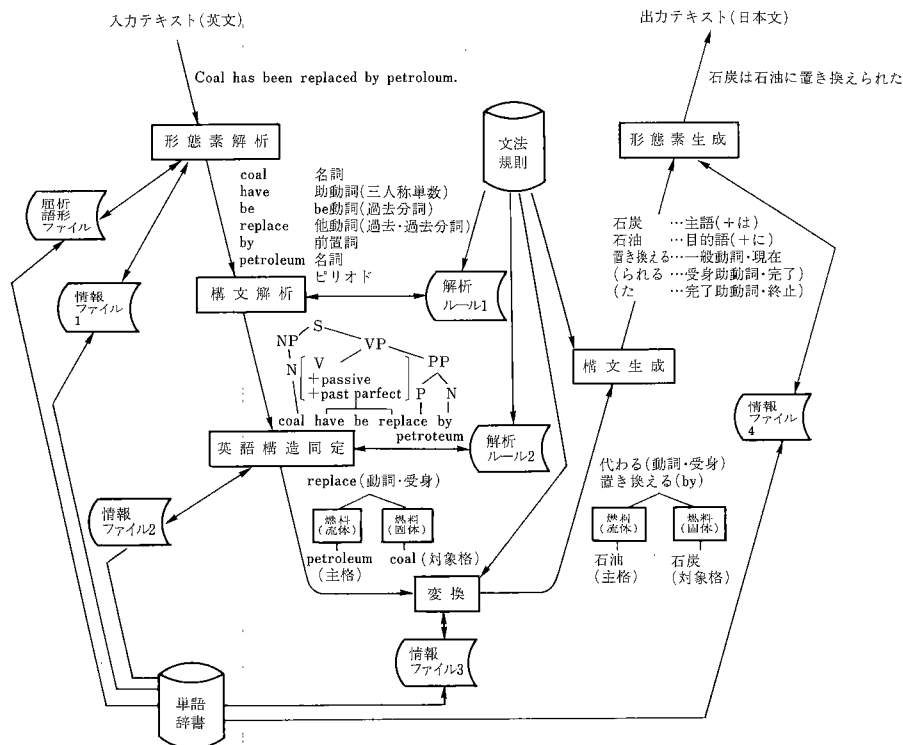 入力テキスト(英文)
Coal has been replaced by petroloum.
形態素解析
屈析
語形
ファイル
情報
ファイル
1
coal 名詞
have 助動詞(三人称単数)
be be動詞(過去分詞)
replace 他動詞(過去・過去分詞)
by 前置詞
petroleum 名詞
ピリオド
構文解析
文法
規則
解析
ルール1
S
NP VP
N V PP
+passive
+past parfect
P N
coal have be replace by
petroteum
英語構造同定
解析
ルール2
情報
ファイル2
replace(動詞・受身)
燃料
(流体)
燃料
(固体)
petroleum
(主格)
coal(対象格)
変換
情報
ファイル3
単語
辞書
出力テキスト(日本文)
石炭は石油に置き換えられた
形態素生成
石炭 …主語(+は)
石油 …目的語(+に)
置き換える…一般動詞・現在
(られる …受身助動詞・完了)
(た …完了助動詞・終止)
構文生成
情報
ファイル
4
代わる(動詞・受身)
置き換える(by)
燃料
(流体)
燃料
(固体)
石油
(主格)
石炭
(対象格)